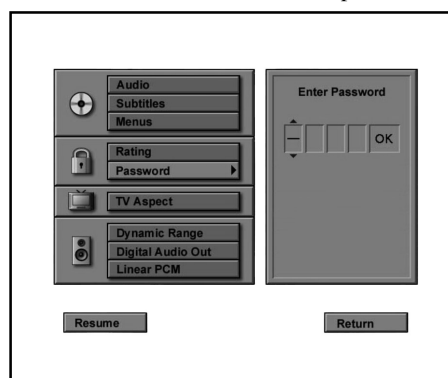 Audio
Subtitles
Menus
Rating
Password
TV Aspect
Dynamic Range
Digital Audio Out
Linear PCM
Enter Password
OK
Resume
Return